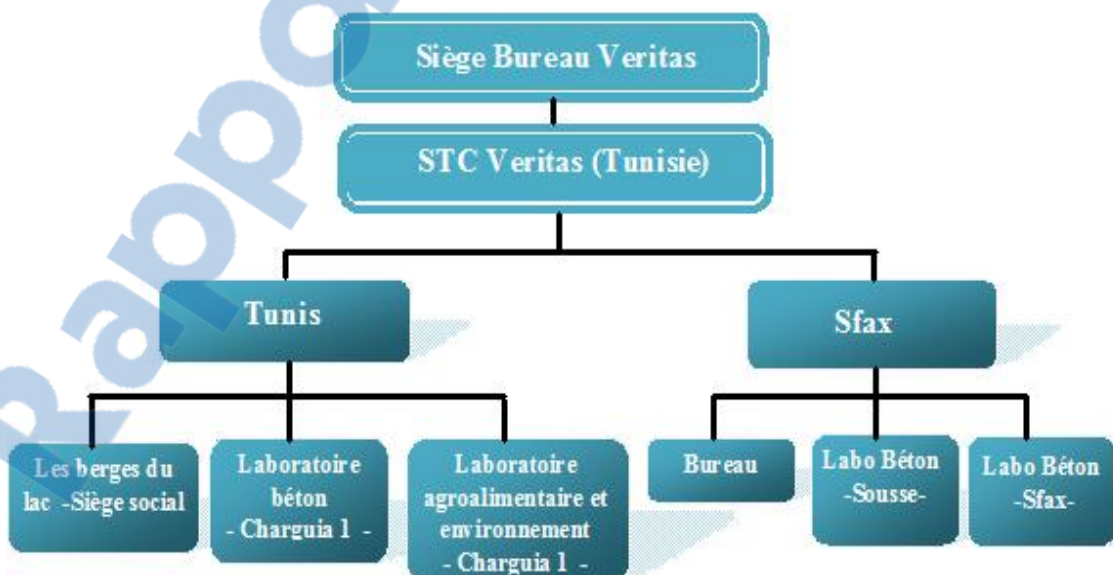 Siège Bureau Veritas
STC Veritas (Tunisie)
Tunis
Sfax
Les berges du
lac -Siège social
Laboratoire
béton
- Charguia 1 -
Laboratoire
agroalimentaire et
environnement
- Charguia 1 -
Bureau
Labo Béton
-Sousse-
Labo Béton
-Sfax-
Rappo